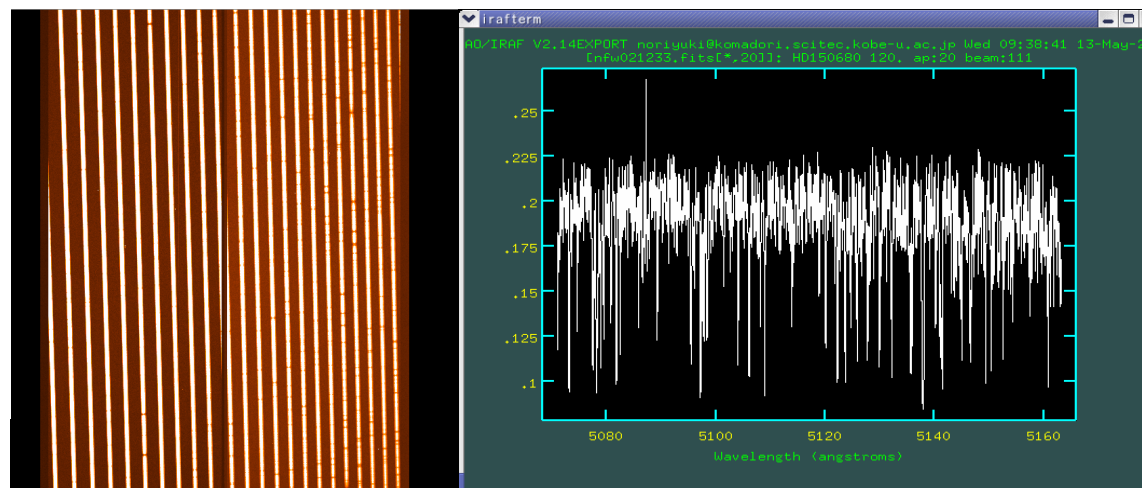 irafterm
AO/IRAF V2.14EXPORT noriyuki@komadori.scitec.kobe-u.ac.jp Wed 09:38:41 13-May-2
[nfw021233.fits[*,20]]: HD150680 120. ap:20 beam:111
.25
.225
.2
.175
.15
.125
.1
5080 5100 5120 5140 5160
Wavelength (angstroms)